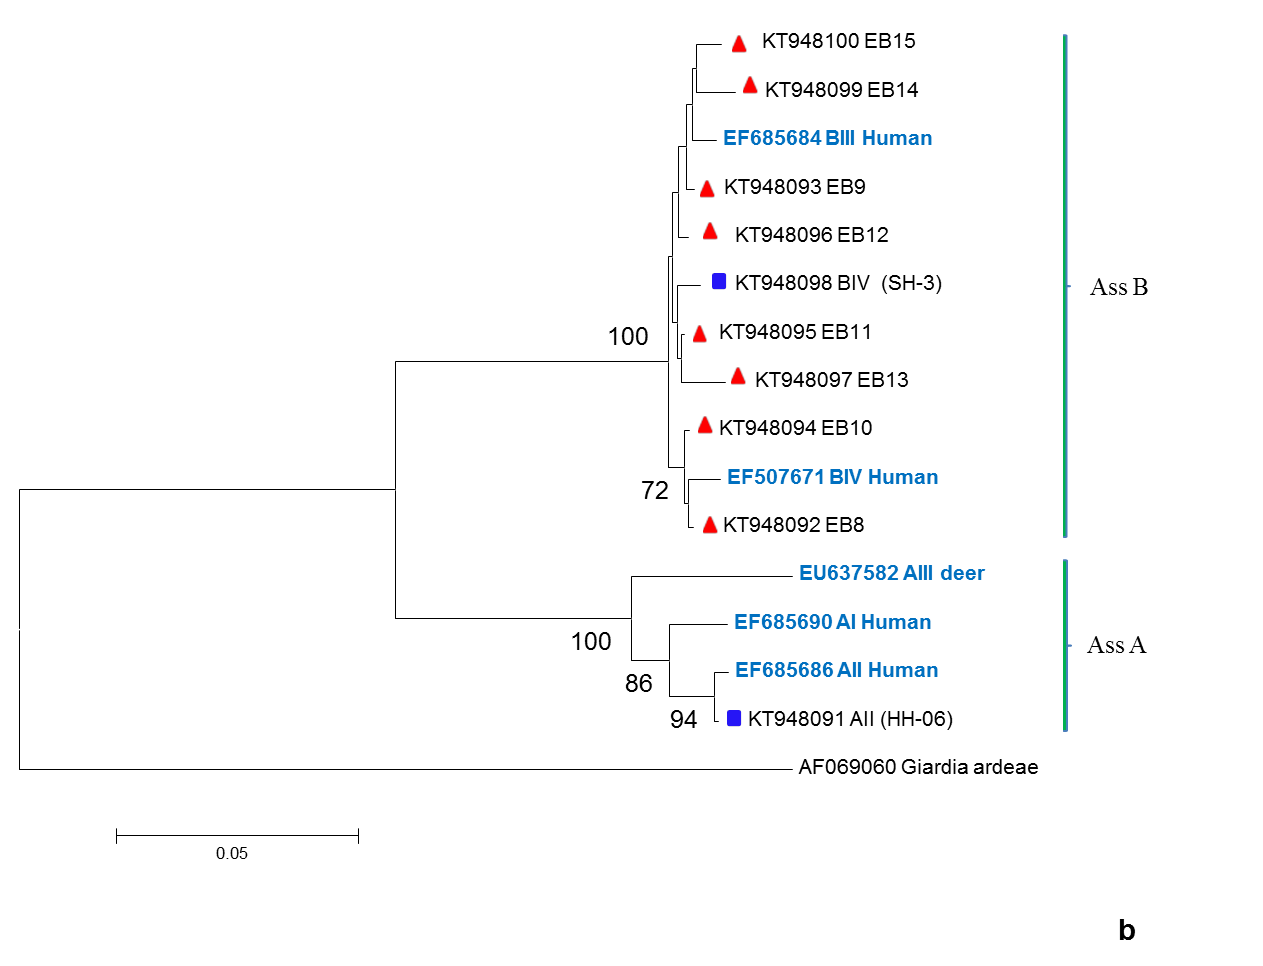 KT948100 EB15
KT948099 EB14
EF685684 BIII Human
KT948093 EB9
KT948096 EB12
KT948098 BIV (SH-3)
Ass B
KT948095 EB11
100
KT948097 EB13
KT948094 EB10
EF507671 BIV Human
72
KT948092 EB8
EU637582 AIII deer
EF685690 AI Human
100
Ass A
EF685686 AII Human
86
KT948091 AII (HH-06)
94
AF069060 Giardia ardeae
0.05
b